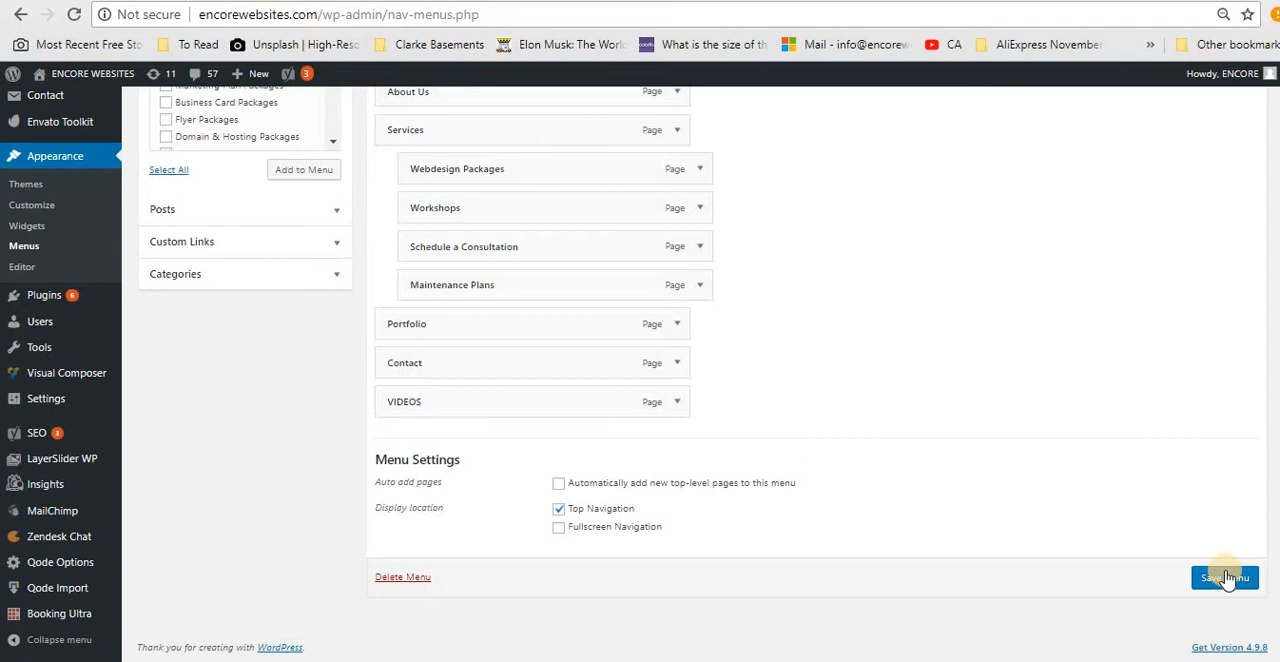 Not secure encorewebsites.com/wp-admin/nav-menus.php
Most Recent Free Sto To Read Unsplash | High-Reso Clarke Basements Elon Musk: The Worl What is the size of th Mail - info@encorew CA AliExpress November » Other bookmark
ENCORE WEBSITES 11 57 + New 3 Howdy, ENCORE
Contact
Envato Toolkit
Appearance
Themes
Customize
Widgets
Menus
Editor
Plugins 6
Users
Tools
Visual Composer
Settings
SEO 3
LayerSlider WP
Insights
MailChimp
Zendesk Chat
Qode Options
Qode Import
Booking Ultra
Collapse menu
Marketing Plan Packages
Business Card Packages
Flyer Packages
Domain & Hosting Packages
Select All Add to Menu
Posts
Custom Links
Categories
About Us Page
Services Page
Webdesign Packages Page
Workshops Page
Schedule a Consultation Page
Maintenance Plans Page
Portfolio Page
Contact Page
VIDEOS Page
Menu Settings
Auto add pages Automatically add new top-level pages to this menu
Display location Top Navigation
Fullscreen Navigation
Delete Menu Save Menu
Thank you for creating with WordPress. Get Version 4.9.8